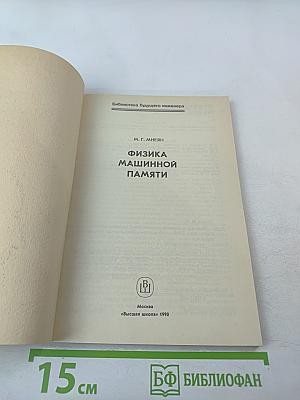 Библиотека будущего инженера
М. Г. МНЕЯН
ФИЗИКА
МАШИННОЙ
ПАМЯТИ
Москва
«Высшая школа» 1990
15 см
БФ БИБЛИОФАН